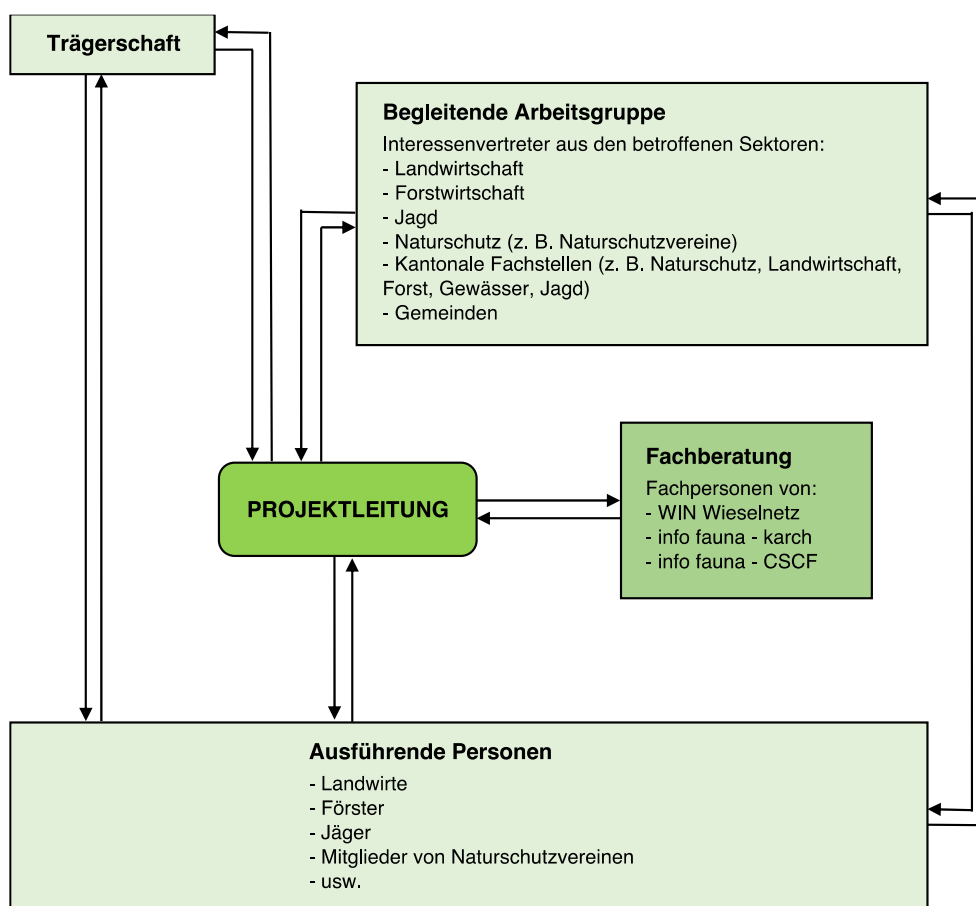 Trägerschaft
Begleitende Arbeitsgruppe
Interessenvertreter aus den betroffenen Sektoren:
- Landwirtschaft
- Forstwirtschaft
- Jagd
- Naturschutz (z. B. Naturschutzvereine)
- Kantonale Fachstellen (z. B. Naturschutz, Landwirtschaft,
Forst, Gewässer, Jagd)
- Gemeinden
PROJEKTLEITUNG
Fachberatung
Fachpersonen von:
- WIN Wieselnetz
- info fauna - karch
- info fauna - CSCF
Ausführende Personen
- Landwirte
- Förster
- Jäger
- Mitglieder von Naturschutzvereinen
- usw.